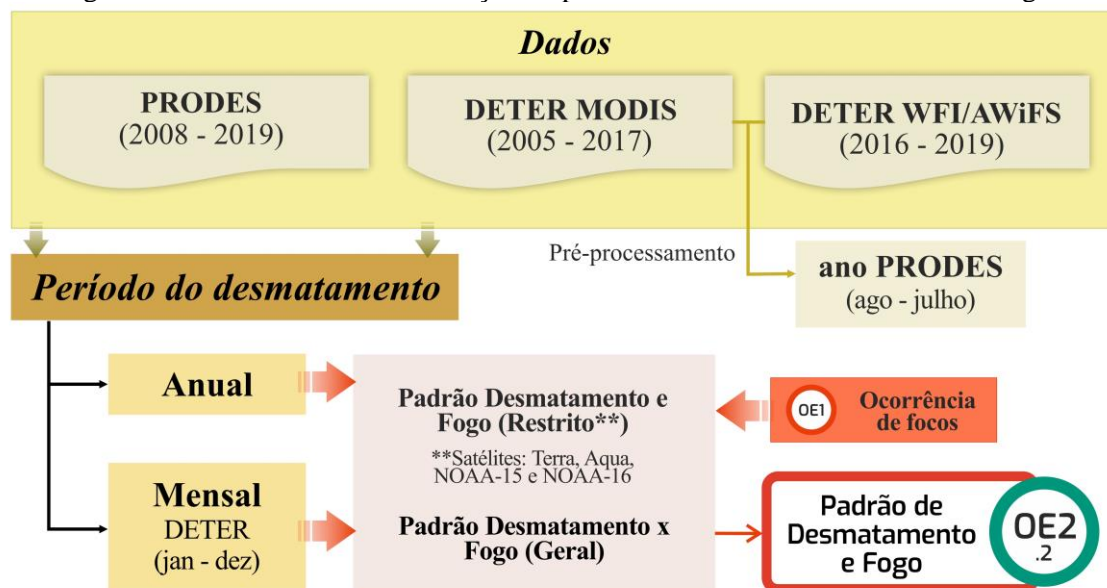 Dados
PRODES
(2008 - 2019)
DETER MODIS
(2005 - 2017)
DETER WFI/AWiFS
(2016 - 2019)
Pré-processamento
ano PRODES
(ago - julho)
Período do desmatamento
Anual
Mensal
DETER
(jan - dez)
Padrão Desmatamento e
Fogo (Restrito**)
**Satélites: Terra, Aqua,
NOAA-15 e NOAA-16
Padrão Desmatamento x
Fogo (Geral)
OE1
Ocorrência
de focos
Padrão de
Desmatamento
e Fogo
OE2
.2